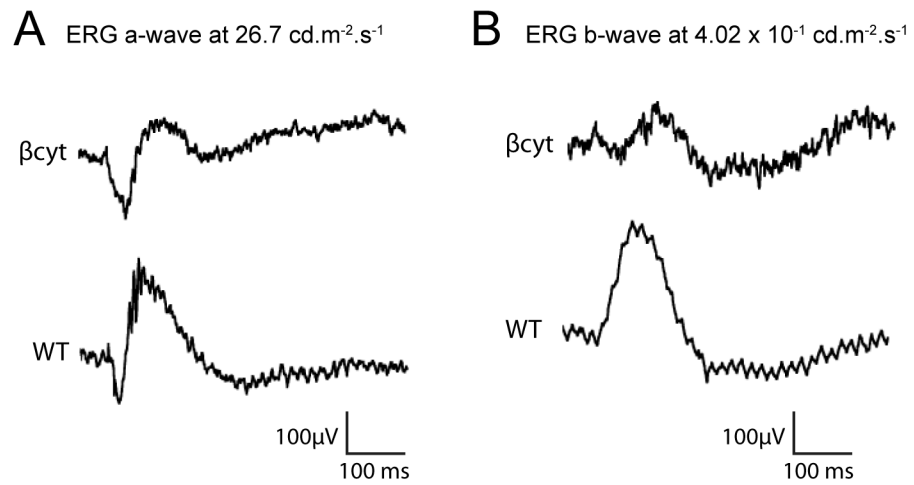 A ERG a-wave at 26.7 cd.m⁻².s⁻¹
βcyt
WT
100μV
100 ms
B ERG b-wave at 4.02 x 10⁻¹ cd.m⁻².s⁻¹
βcyt
WT
100μV
100 ms